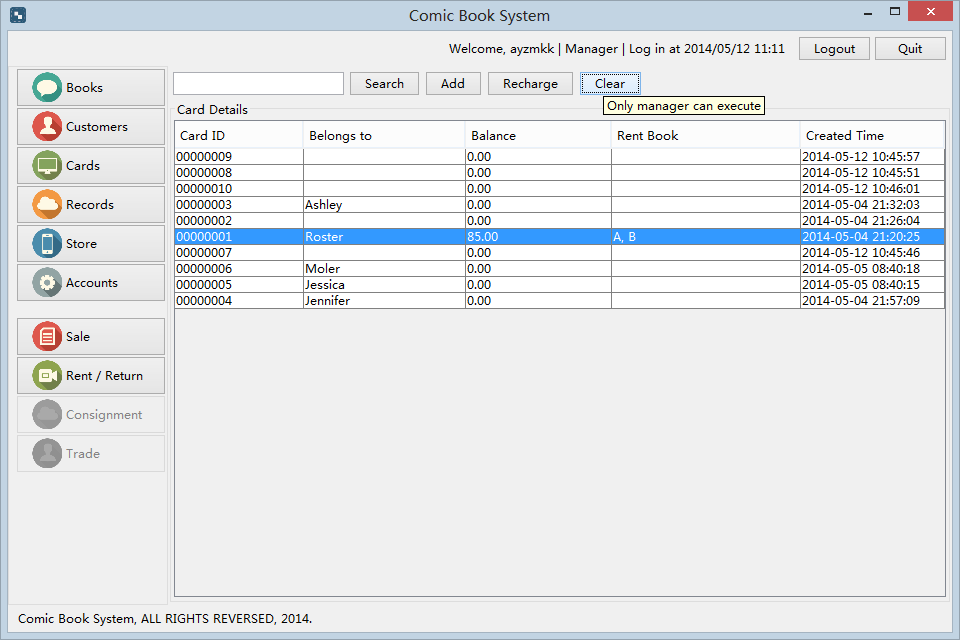 Comic Book System
Welcome, ayzmkk | Manager | Log in at 2014/05/12 11:11 Logout Quit
Books
Customers
Cards
Records
Store
Accounts
Sale
Rent / Return
Consignment
Trade
Search Add Recharge Clear
Only manager can execute
Card Details
Card ID Belongs to Balance Rent Book Created Time
00000009 0.00 2014-05-12 10:45:57
00000008 0.00 2014-05-12 10:45:51
00000010 0.00 2014-05-12 10:46:01
00000003 Ashley 0.00 2014-05-04 21:32:03
00000002 0.00 2014-05-04 21:26:04
00000001 Roster 85.00 A, B 2014-05-04 21:20:25
00000007 0.00 2014-05-12 10:45:46
00000006 Moler 0.00 2014-05-05 08:40:18
00000005 Jessica 0.00 2014-05-05 08:40:15
00000004 Jennifer 0.00 2014-05-04 21:57:09
Comic Book System, ALL RIGHTS REVERSED, 2014.